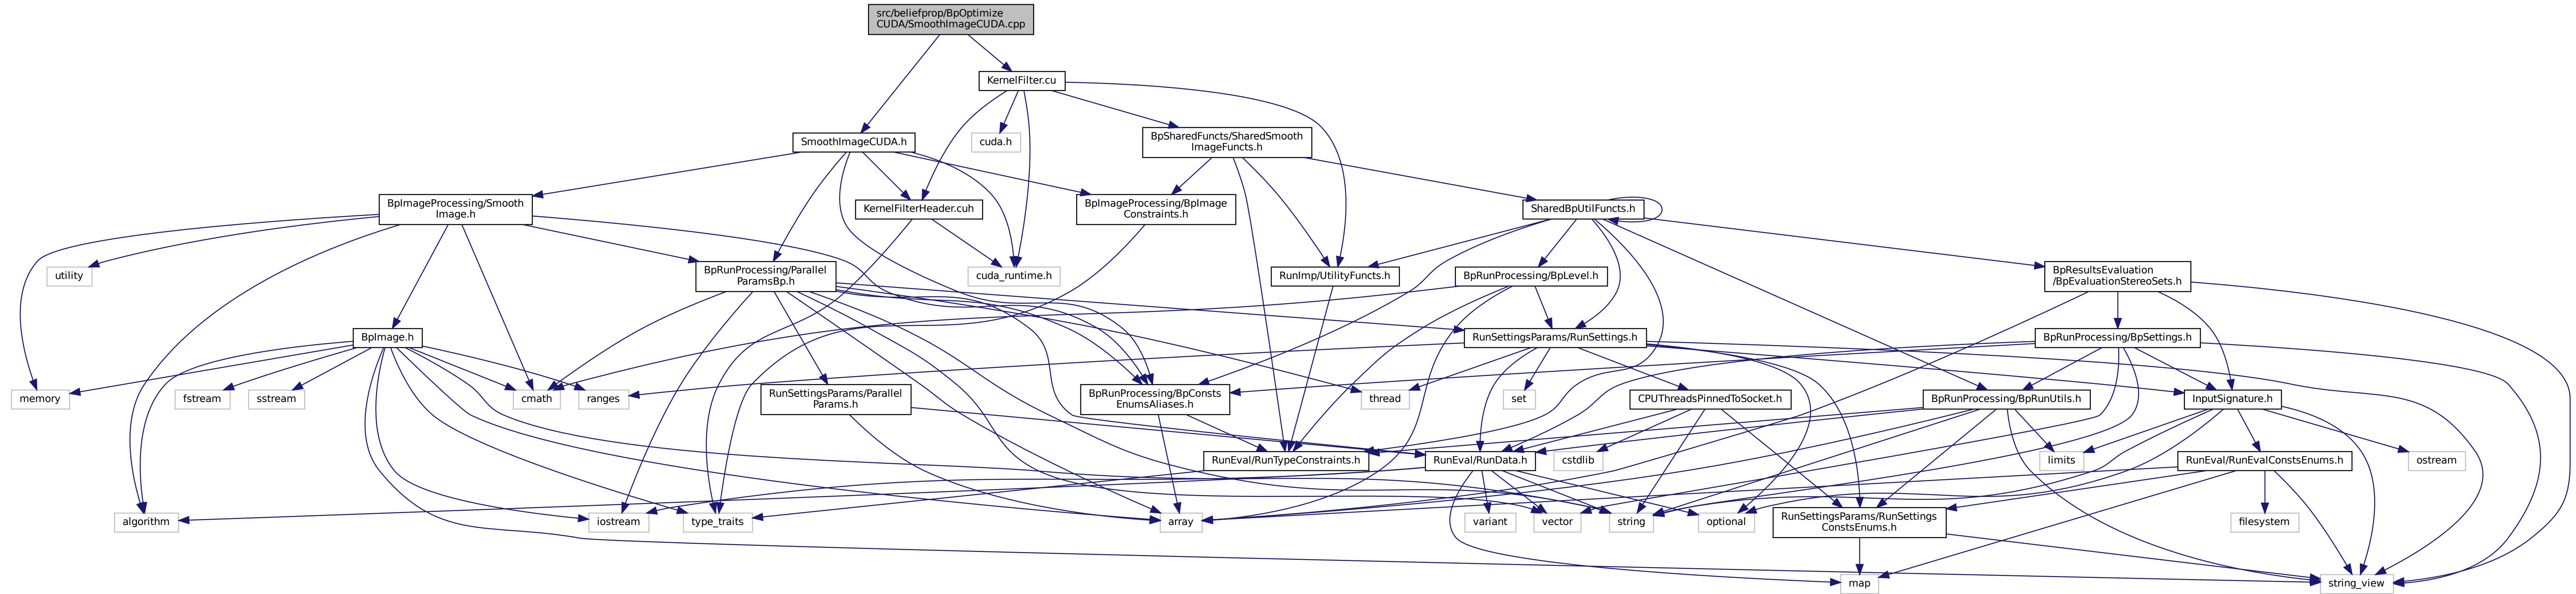 src/beliefprop/BpOptimize
CUDA/SmoothImageCUDA.cpp
KernelFilter.cu
SmoothImageCUDA.h
cuda.h
BpSharedFuncts/SharedSmooth
ImageFuncts.h
BpImageProcessing/Smooth
Image.h
KernelFilterHeader.cuh
BpImageProcessing/BpImage
Constraints.h
SharedBpUtilFuncts.h
utility
BpRunProcessing/Parallel
ParamsBp.h
cuda_runtime.h
RunImp/UtilityFuncts.h
BpRunProcessing/BpLevel.h
BpResultsEvaluation
/BpEvaluationStereoSets.h
BpImage.h
RunSettingsParams/RunSettings.h
BpRunProcessing/BpSettings.h
memory
fstream
sstream
cmath
ranges
RunSettingsParams/Parallel
Params.h
BpRunProcessing/BpConsts
EnumsAliases.h
thread
set
CPUThreadsPinnedToSocket.h
BpRunProcessing/BpRunUtils.h
InputSignature.h
RunEval/RunTypeConstraints.h
RunEval/RunData.h
cstdlib
limits
RunEval/RunEvalConstsEnums.h
ostream
algorithm
iostream
type_traits
array
variant
vector
string
optional
RunSettingsParams/RunSettings
ConstsEnums.h
filesystem
map
string_view